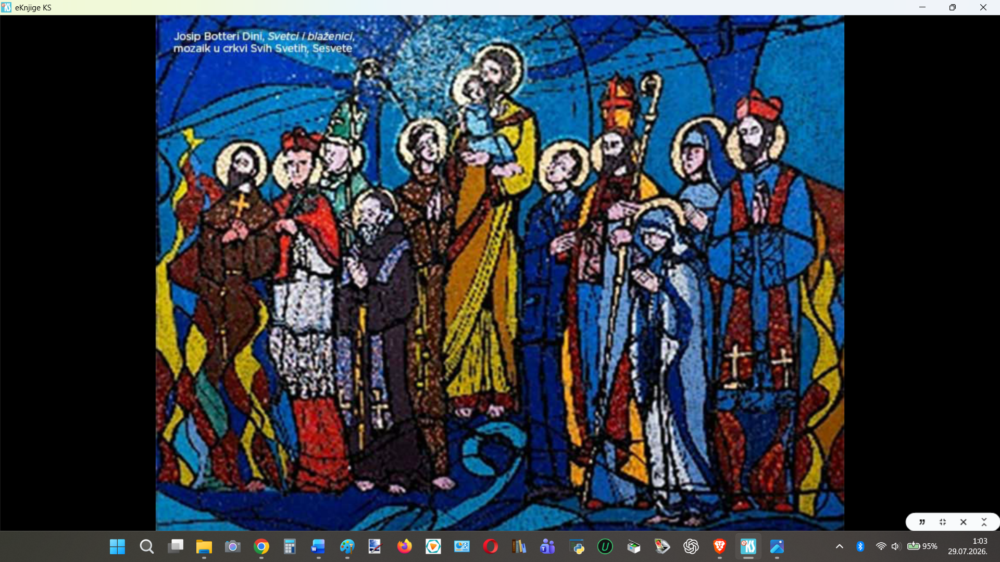 eKnjige KS
Josip Botteri Dini, Svetci i blaženici,
mozaik u crkvi Svih Svetih, Sesvete
95%
1:03
29.07.2026.